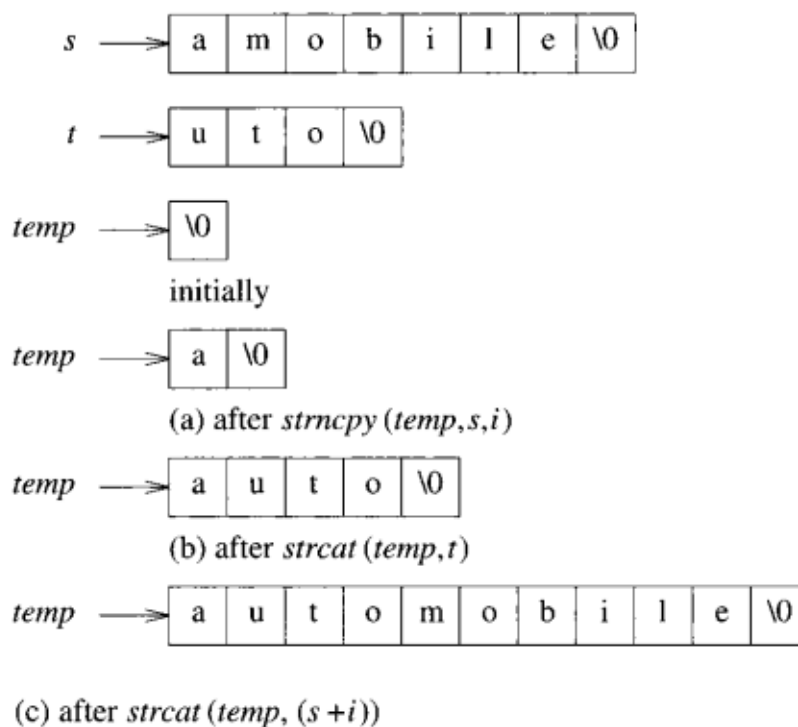 s a m o b i l e \0
t u t o \0
temp \0
initially
temp a \0
(a) after strncpy (temp,s,i)
temp a u t o \0
(b) after strcat (temp,t)
temp a u t o m o b i l e \0
(c) after strcat (temp, (s +i))